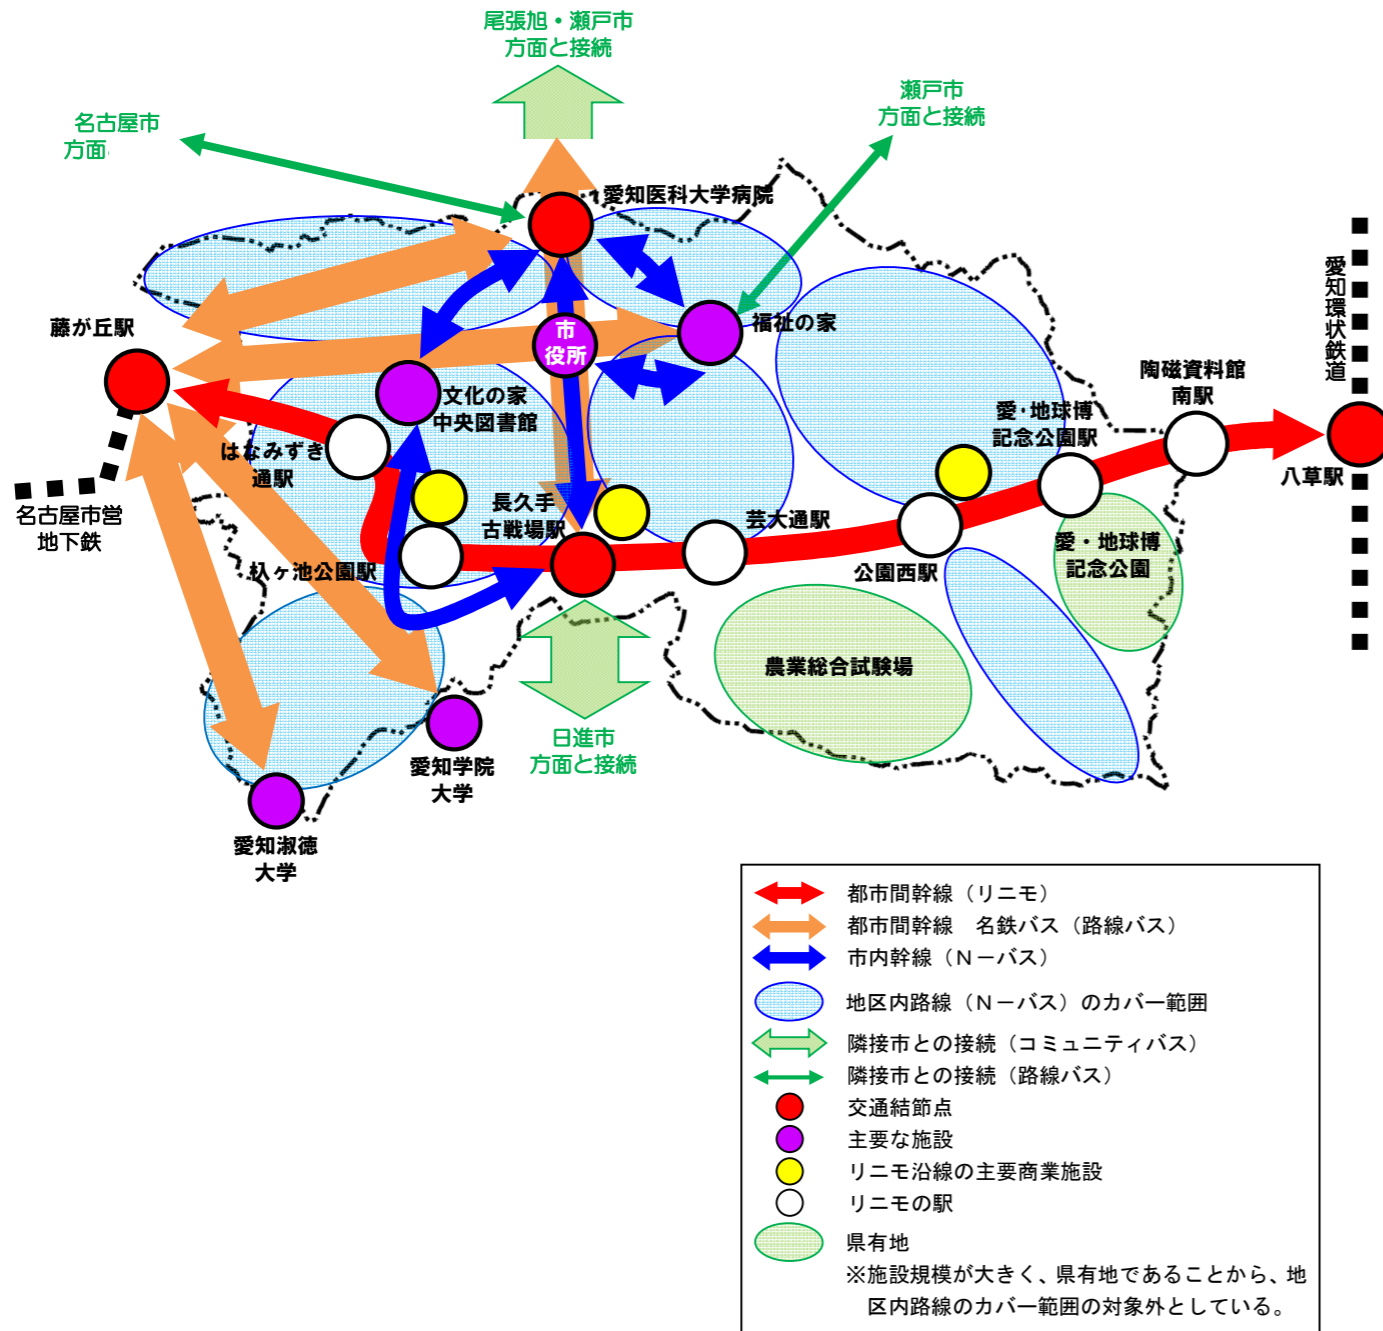 尾張旭・瀬戸市
方面と接続
瀬戸市
方面と接続
名古屋市
方面
愛知医科大学病院
愛知環状鉄道
藤が丘駅
市
役所
福祉の家
陶磁資料館
南駅
文化の家
中央図書館
愛・地球博
記念公園駅
はなみずき
通駅
八草駅
名古屋市営
地下鉄
長久手
古戦場駅
芸大通駅
杁ヶ池公園駅
公園西駅
愛・地球博
記念公園
農業総合試験場
日進市
方面と接続
愛知学院
大学
愛知淑徳
大学
都市間幹線（リニモ）
都市間幹線　名鉄バス（路線バス）
市内幹線（Ｎ－バス）
地区内路線（Ｎ－バス）のカバー範囲
隣接市との接続（コミュニティバス）
隣接市との接続（路線バス）
交通結節点
主要な施設
リニモ沿線の主要商業施設
リニモの駅
県有地
※施設規模が大きく、県有地であることから、地
区内路線のカバー範囲の対象外としている。